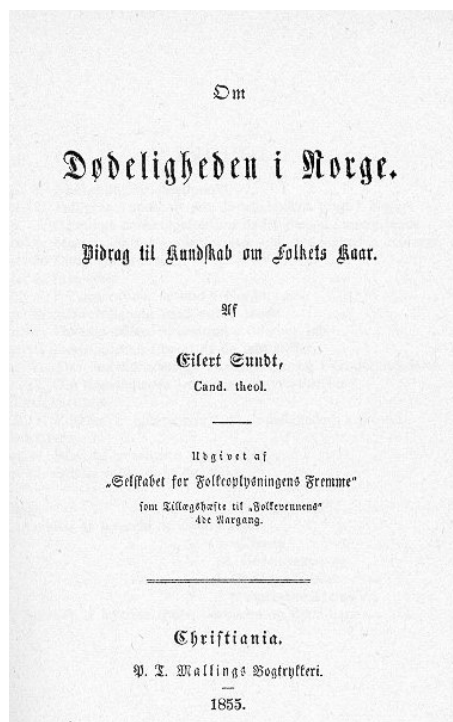 Om
Dødeligheden i Norge.
Bidrag til Kundskab om Folkets Kaar.
Af
Eilert Sundt,
Cand. theol.
Udgivet af
„Selskabet for Folkeoplysningens Fremme“
som Tillægshæfte til „Folkevennens“
4de Aargang.
Christiania.
P. T. Mallings Bogtrykkeri.
1855.